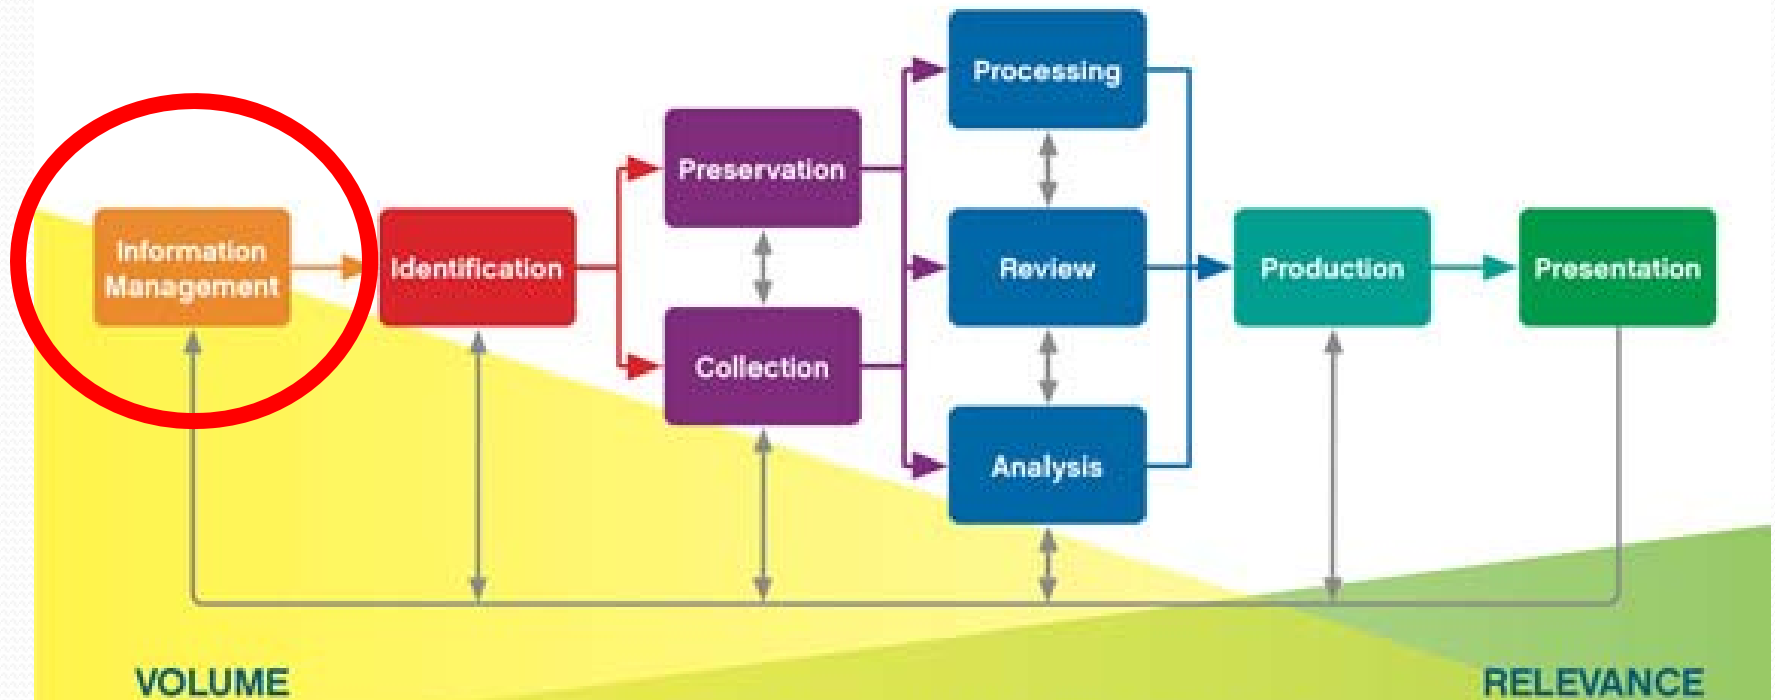 Information
Management
Identification
Preservation
Collection
Processing
Review
Analysis
Production
Presentation
VOLUME
RELEVANCE